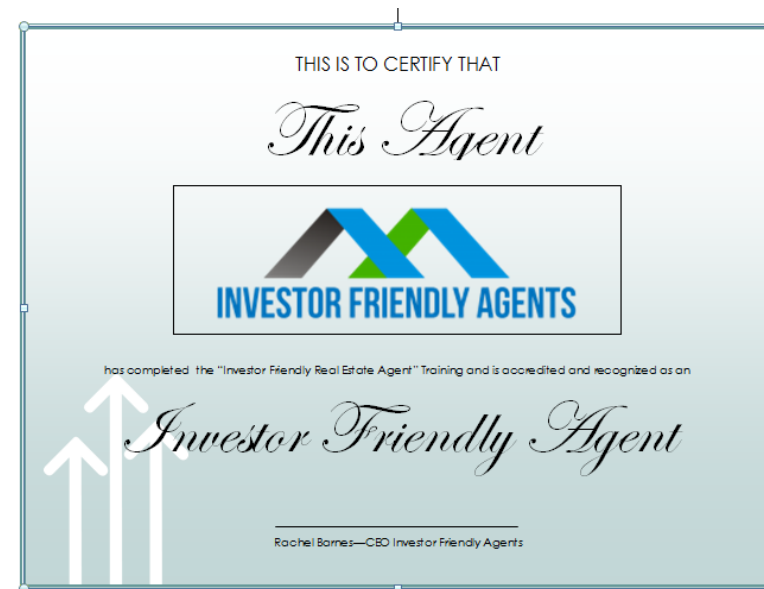 THIS IS TO CERTIFY THAT
This Agent
INVESTOR FRIENDLY AGENTS
has completed the “Investor Friendly Real Estate Agent” Training and is accredited and recognized as an
Investor Friendly Agent
Rachel Barnes—CEO Investor Friendly Agents